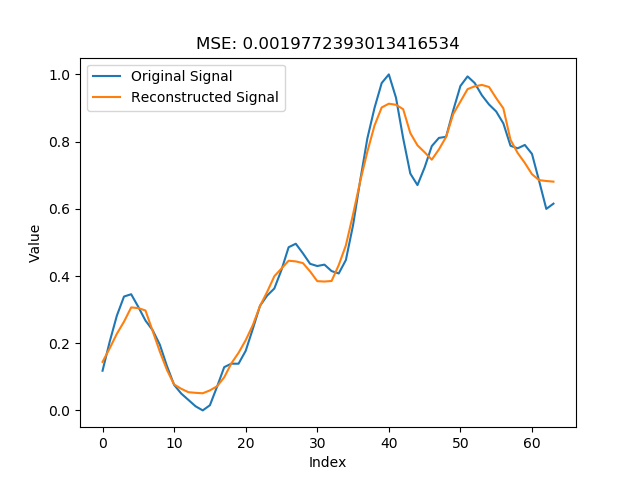 MSE: 0.0019772393013416534
Original Signal
Reconstructed Signal
1.0
0.8
0.6
0.4
0.2
0.0
Value
0 10 20 30 40 50 60
Index